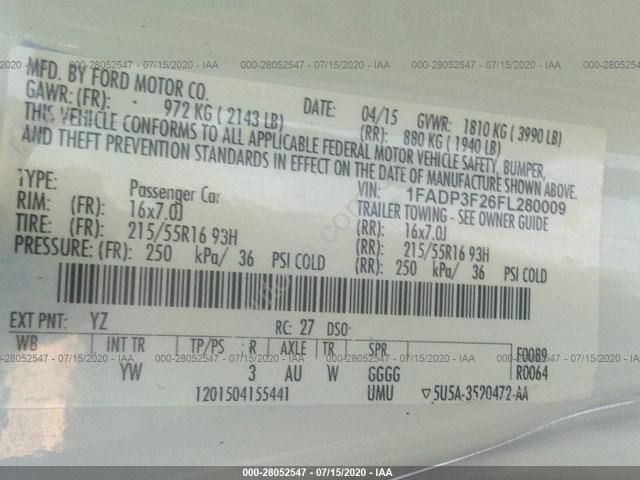 000-28052547 - 07/15/2020 - IAA
MFD. BY FORD MOTOR CO.
DATE: 04/15 GVWR: 1810 KG ( 3990 LB)
GAWR: (FR): 972 KG ( 2143 LB) (RR): 880 KG ( 1940 LB)
THIS VEHICLE CONFORMS TO ALL APPLICABLE FEDERAL MOTOR VEHICLE SAFETY, BUMPER,
AND THEFT PREVENTION STANDARDS IN EFFECT ON THE DATE OF MANUFACTURE SHOWN ABOVE.
VIN: 1FADP3F26FL280009
TYPE: Passenger Car TRAILER TOWING - SEE OWNER GUIDE
RIM: (FR) 16x7.0J (RR): 16x7.0J
TIRE: (FR) 215/55R16 93H (RR): 215/55R16 93H
PRESSURE: (FR): 250 kPa/ 36 PSI COLD (RR): 250 kPa/ 36 PSI COLD
EXT PNT: YZ RC: 27 DSO:
WB INT TR TP/PS R AXLE TR SPR F0089
YW 3 AU W GGGG R0064
1201504155441 UMU ▽5U5A-3520472-AA
000-28052547 - 07/15/2020 - IAA